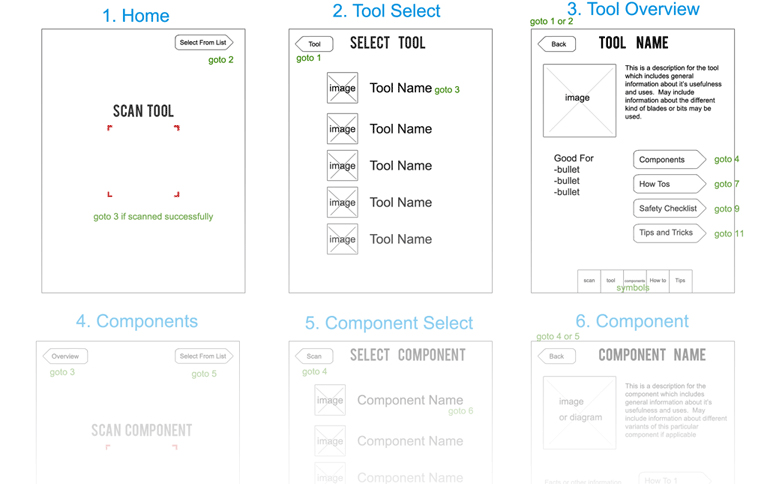 1. Home
Select From List
goto 2
SCAN TOOL
goto 3 if scanned successfully
2. Tool Select
Tool
SELECT TOOL
goto 1
image
Tool Name
goto 3
image
Tool Name
image
Tool Name
image
Tool Name
image
Tool Name
3. Tool Overview
goto 1 or 2
Back
TOOL NAME
image
This is a description for the tool
which includes general
information about it's usefulness
and uses. May include
information about the different
kind of blades or bits may be
used.
Good For
-bullet
-bullet
-bullet
Components
goto 4
How Tos
goto 7
Safety Checklist
goto 9
Tips and Tricks
goto 11
scan
tool
components
How to
Tips
symbols
4. Components
Overview
Select From List
goto 3
goto 5
SCAN COMPONENT
5. Component Select
Scan
SELECT COMPONENT
goto 4
image
Component Name
goto 6
image
Component Name
image
Component Name
6. Component
goto 4 or 5
Back
COMPONENT NAME
image
or diagram
This is a description for the
component which includes
general information about it's
usefulness and uses. May
include information about different
variants of this particular
component if applicable
Facts or other information
How To 1